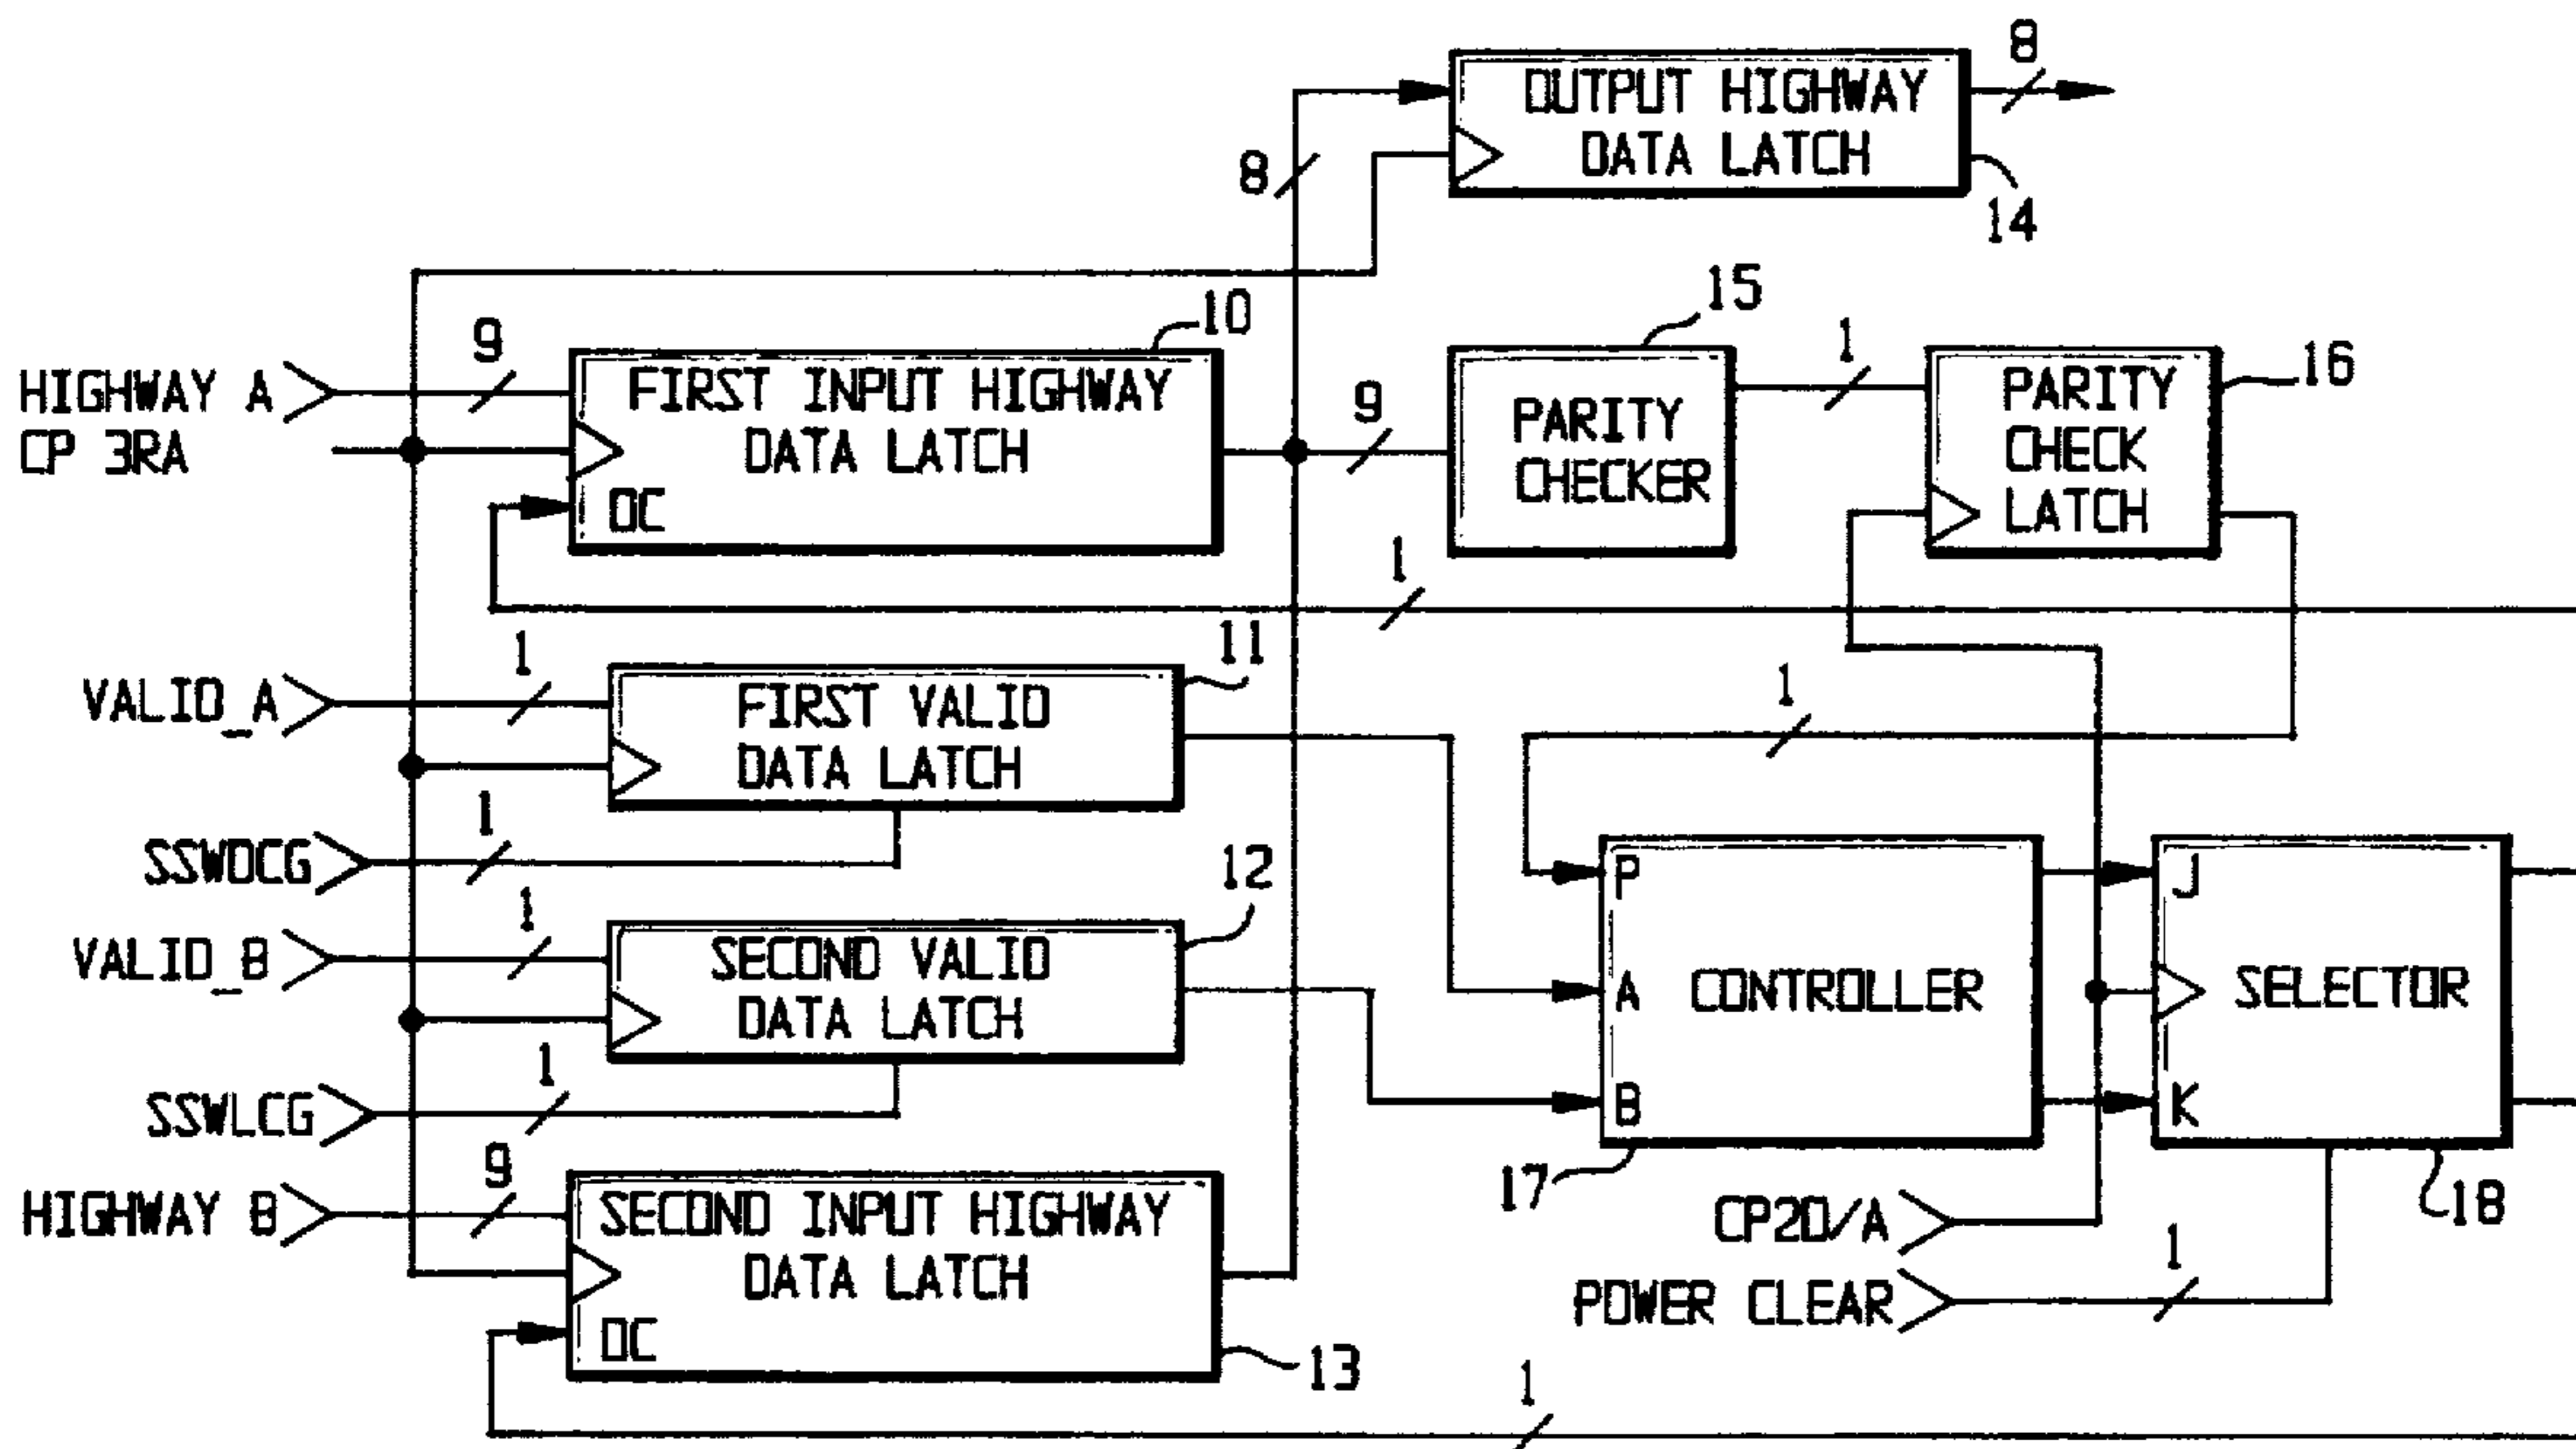 8
OUTPUT HIGHWAY
DATA LATCH
8
14
10
15
HIGHWAY A
9
FIRST INPUT HIGHWAY
DATA LATCH
CP 3RA
OC
9
PARITY
CHECKER
1
PARITY
CHECK
LATCH
16
1
VALID_A
1
FIRST VALID
DATA LATCH
11
1
SSWDCG
1
VALID_B
1
SECOND VALID
DATA LATCH
12
P
A
B
CONTROLLER
17
J
K
SELECTOR
18
SSWLCG
1
HIGHWAY B
9
SECOND INPUT HIGHWAY
DATA LATCH
OC
13
CP2D/A
POWER CLEAR
1
1